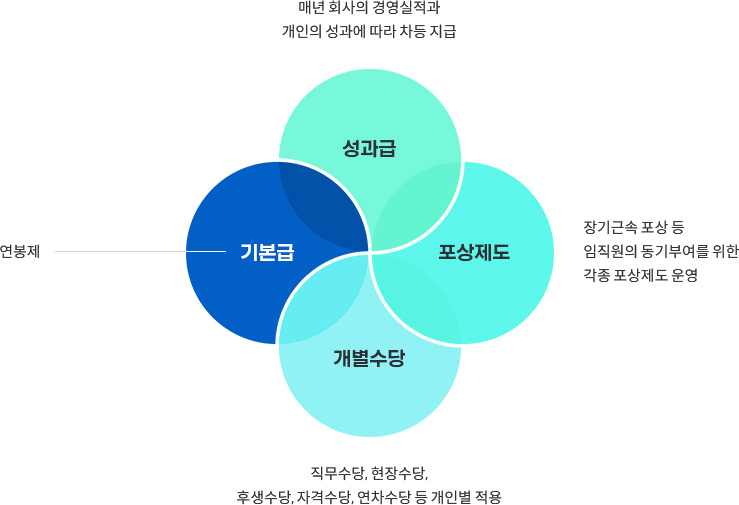 매년 회사의 경영실적과
개인의 성과에 따라 차등 지급
성과급
연봉제
기본급
포상제도
장기근속 포상 등
임직원의 동기부여를 위한
각종 포상제도 운영
개별수당
직무수당, 현장수당,
후생수당, 자격수당, 연차수당 등 개인별 적용